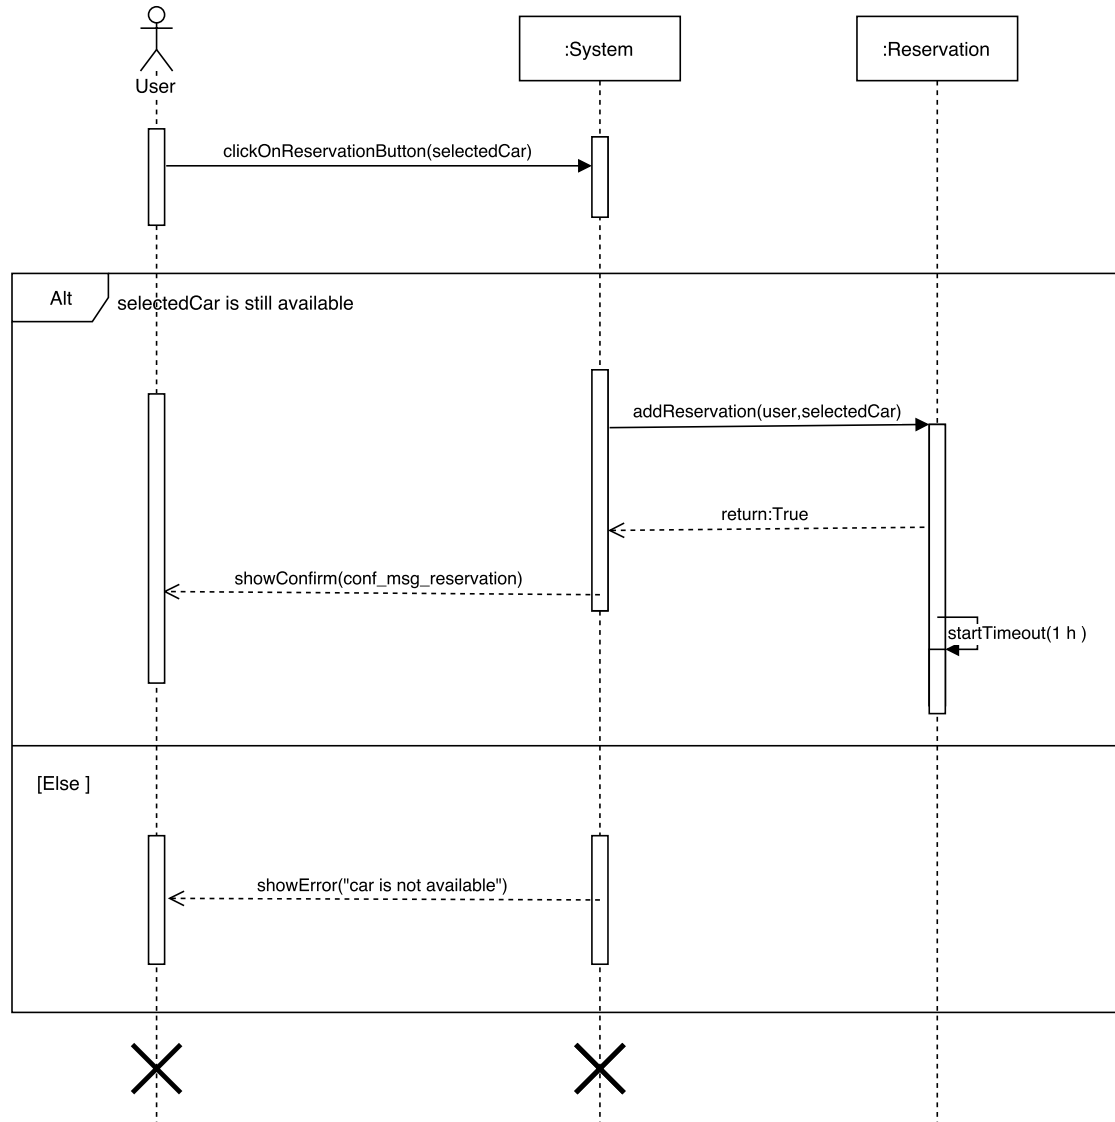 User
:System
:Reservation
clickOnReservationButton(selectedCar)
Alt
selectedCar is still available
addReservation(user,selectedCar)
return:True
showConfirm(conf_msg_reservation)
startTimeout(1 h )
[Else ]
showError("car is not available")